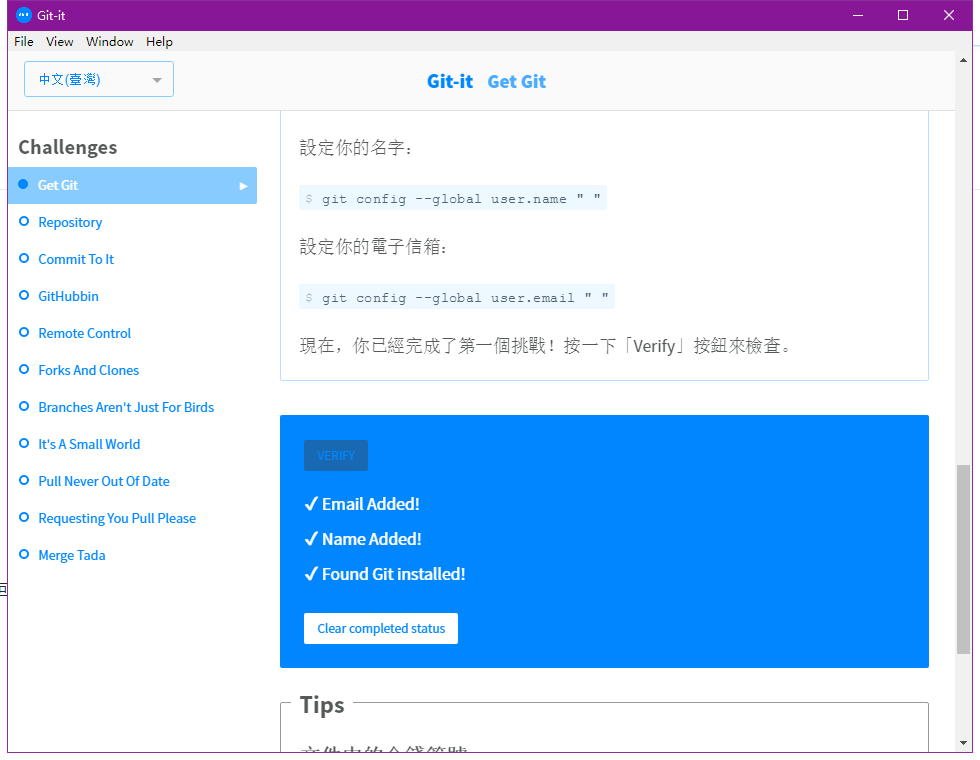 Git-it
File View Window Help
中文(臺灣)
Git-it Get Git
Challenges
Get Git
Repository
Commit To It
GitHubbin
Remote Control
Forks And Clones
Branches Aren't Just For Birds
It's A Small World
Pull Never Out Of Date
Requesting You Pull Please
Merge Tada
設定你的名字：
$ git config --global user.name " "
設定你的電子信箱：
$ git config --global user.email " "
現在，你已經完成了第一個挑戰！按一下「Verify」按鈕來檢查。
VERIFY
✓ Email Added!
✓ Name Added!
✓ Found Git installed!
Clear completed status
Tips